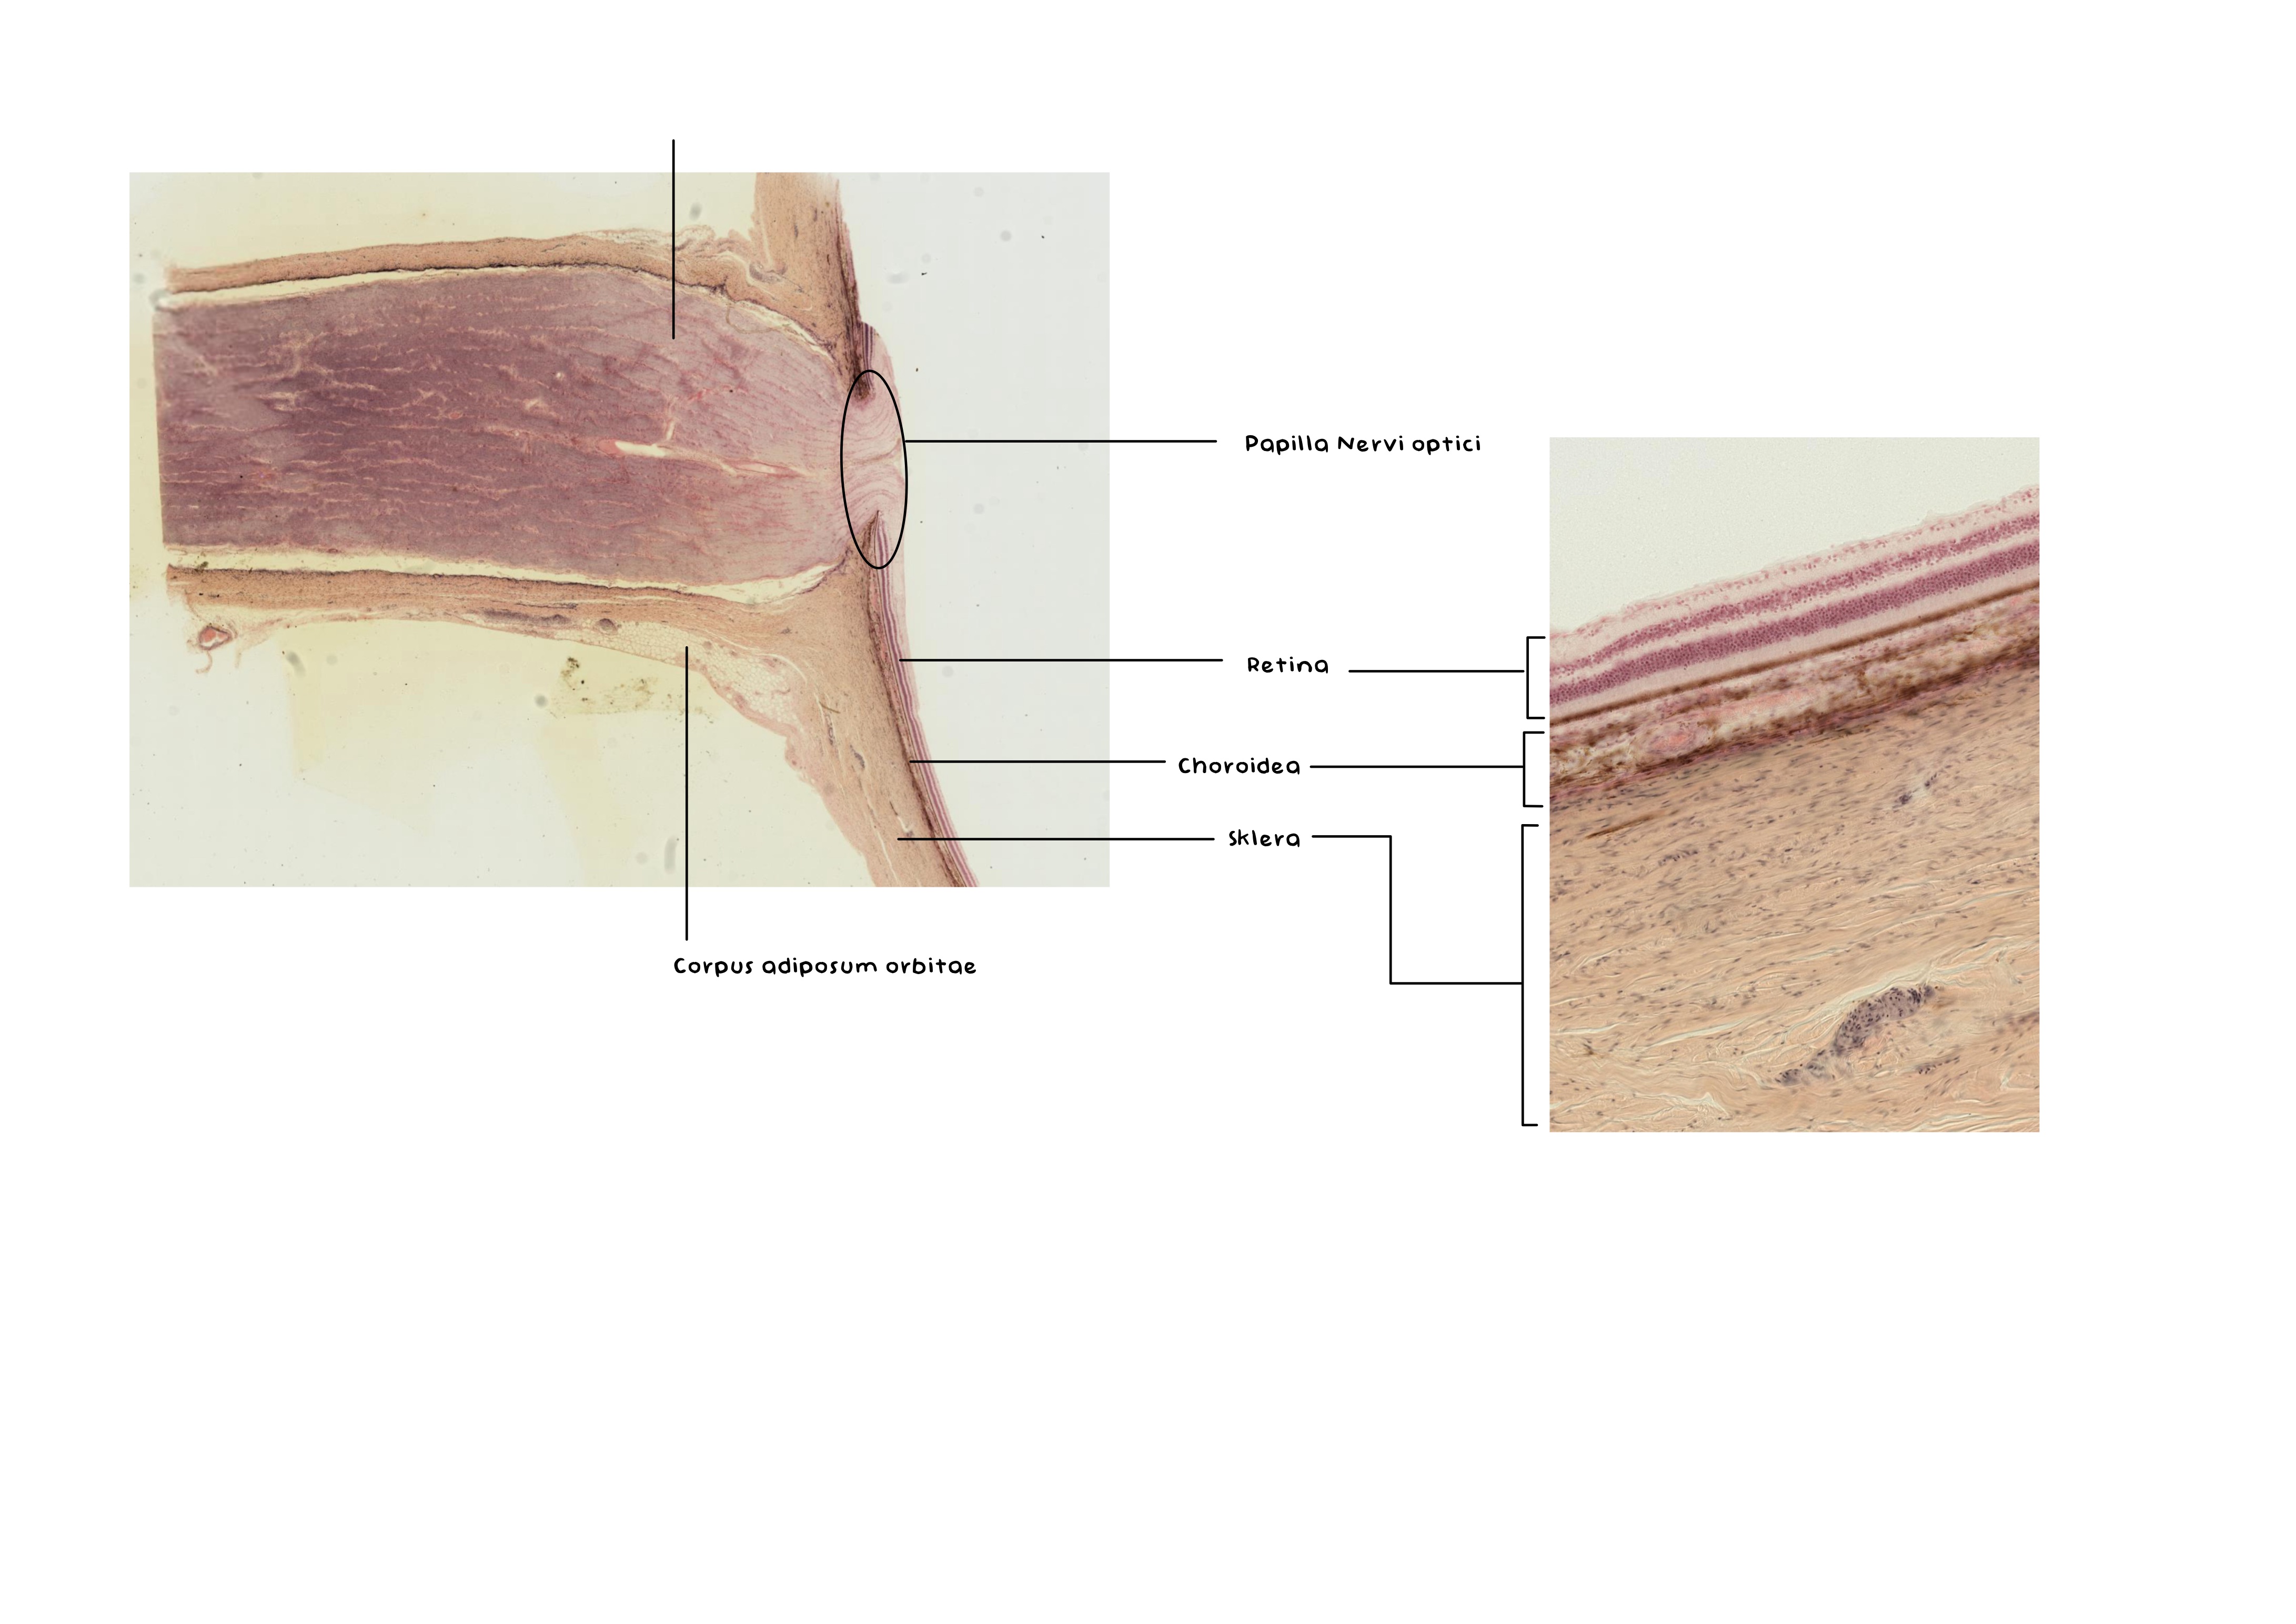 Papilla Nervi optici
Retina
Choroidea
Sklera
Corpus adiposum orbitae